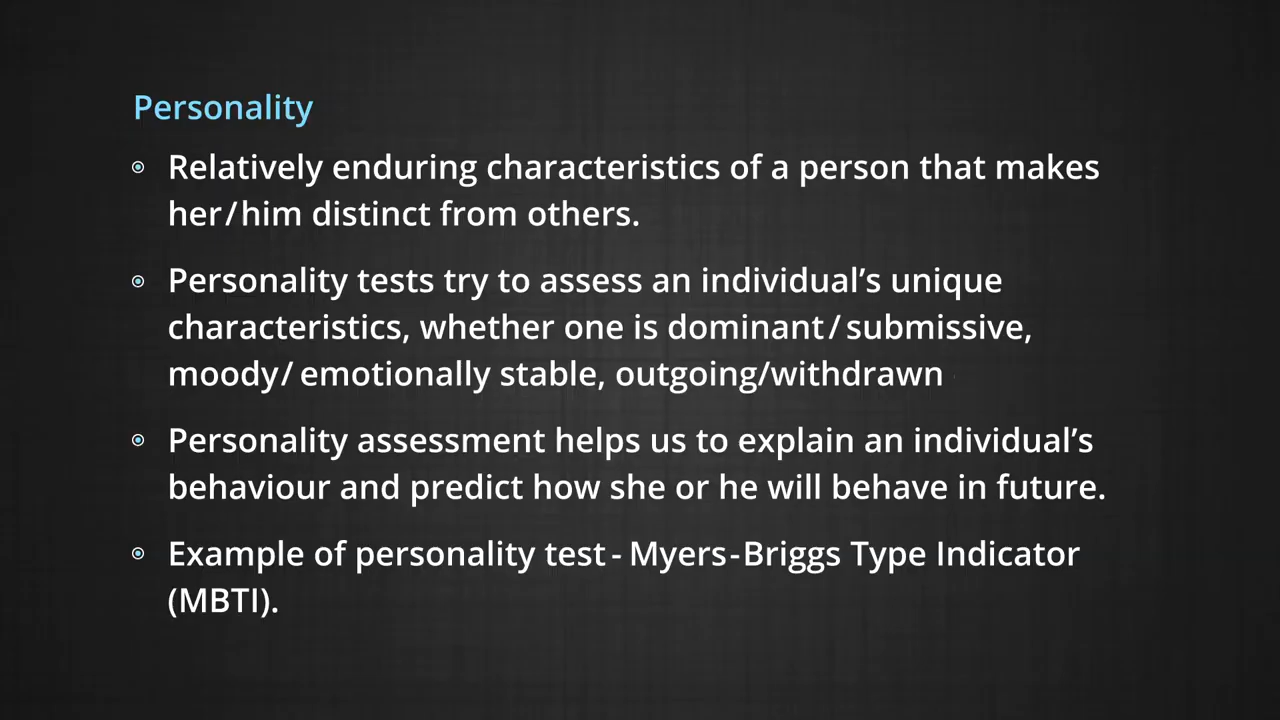 Personality
Relatively enduring characteristics of a person that makes
her/him distinct from others.
Personality tests try to assess an individual’s unique
characteristics, whether one is dominant/submissive,
moody/emotionally stable, outgoing/withdrawn
Personality assessment helps us to explain an individual’s
behaviour and predict how she or he will behave in future.
Example of personality test - Myers-Briggs Type Indicator
(MBTI).